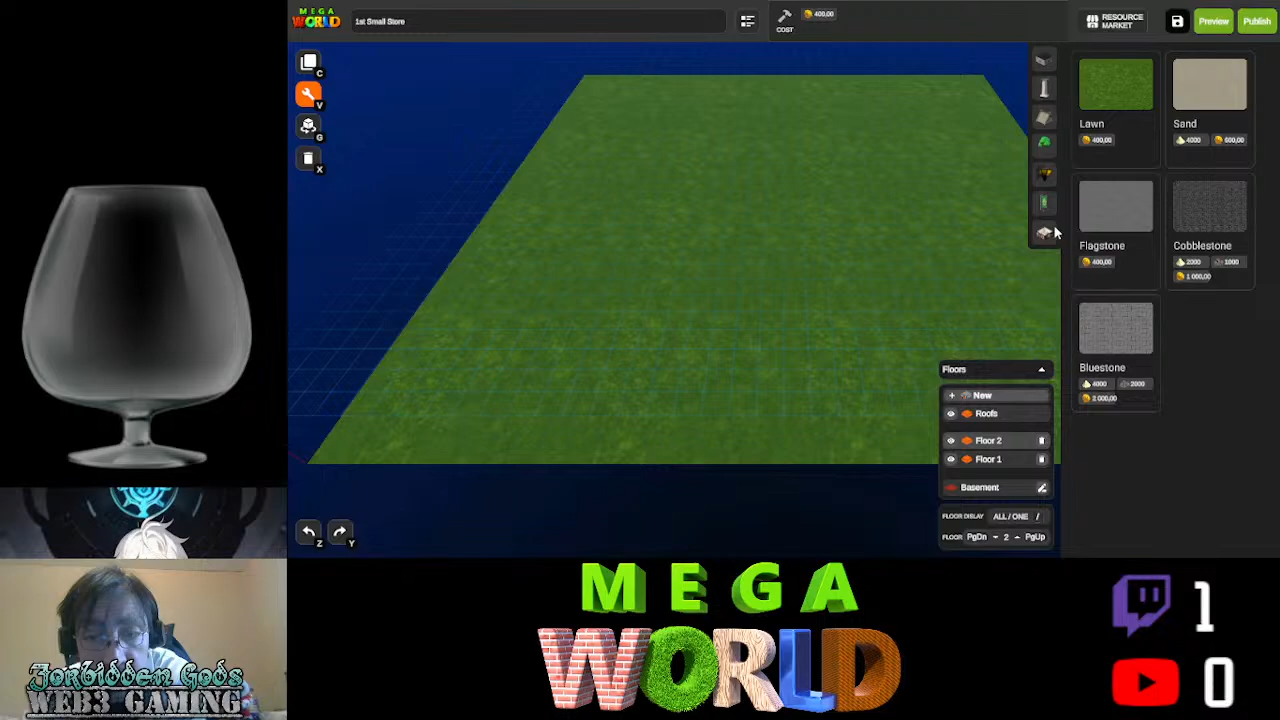 MEGA
WORLD
1st Small Store
COST
400,00
RESOURCE
MARKET
Preview
Publish
C
V
G
X
Lawn
400,00
Sand
4000
600,00
Flagstone
400,00
Cobblestone
2000
1000
1 000,00
Bluestone
4000
2000
2 000,00
Floors
+ New
Roofs
Floor 2
Floor 1
Basement
FLOOR DISLAY ALL / ONE /
FLOOR PgDn 2 PgUp
Z
Y
MEGA
WORLD
Forbidden Gods
WEB3 GAMING
1
0